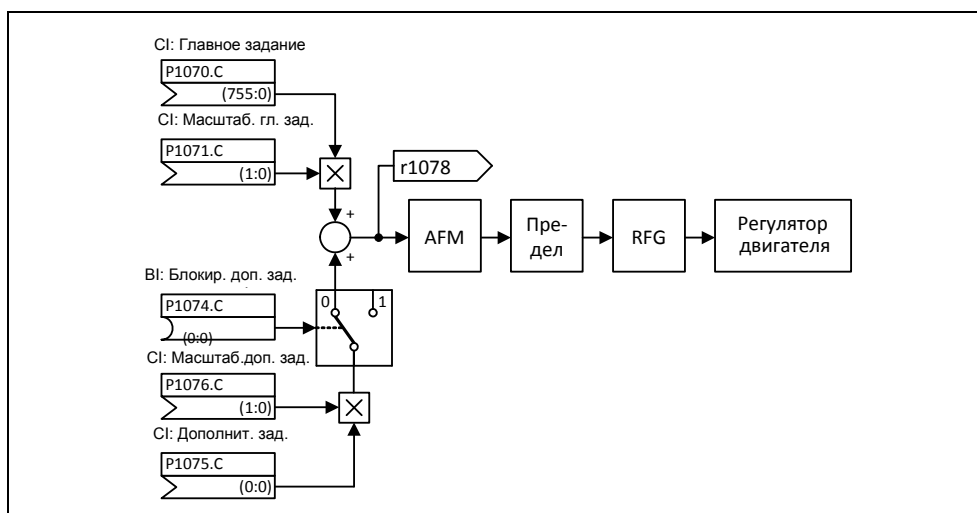 CI: Главное задание
P1070.C
(755:0)
CI: Масштаб. гл. зад.
P1071.C
(1:0)
r1078
+
+
AFM
Пре-
дел
RFG
Регулятор
двигателя
BI: Блокир. доп. зад.
P1074.C
(0:0)
0
1
CI: Масштаб.доп. зад.
P1076.C
(1:0)
CI: Дополнит. зад.
P1075.C
(0:0)